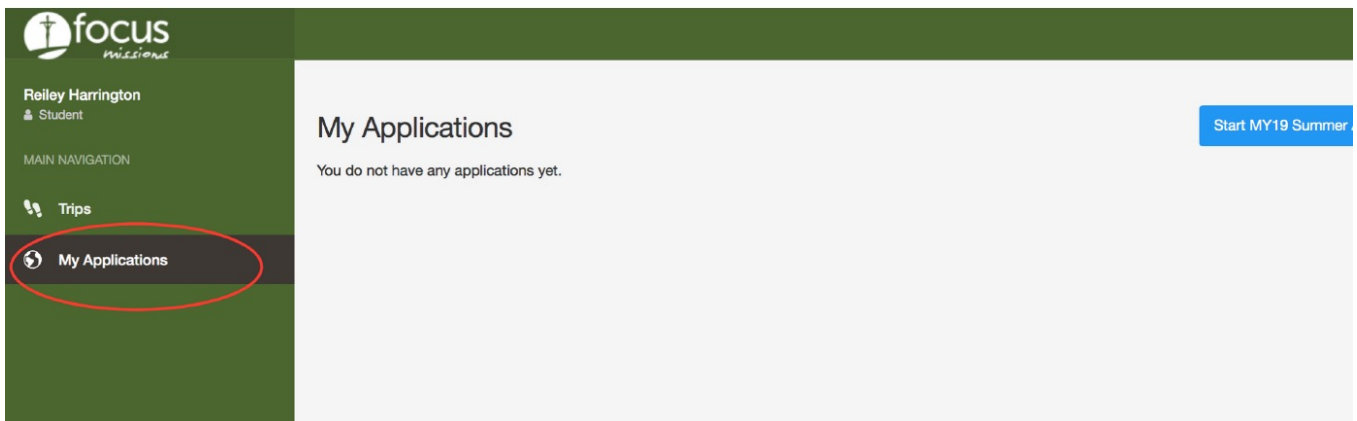 focus
missions
Reiley Harrington
Student
MAIN NAVIGATION
Trips
My Applications
My Applications
You do not have any applications yet.
Start MY19 Summer